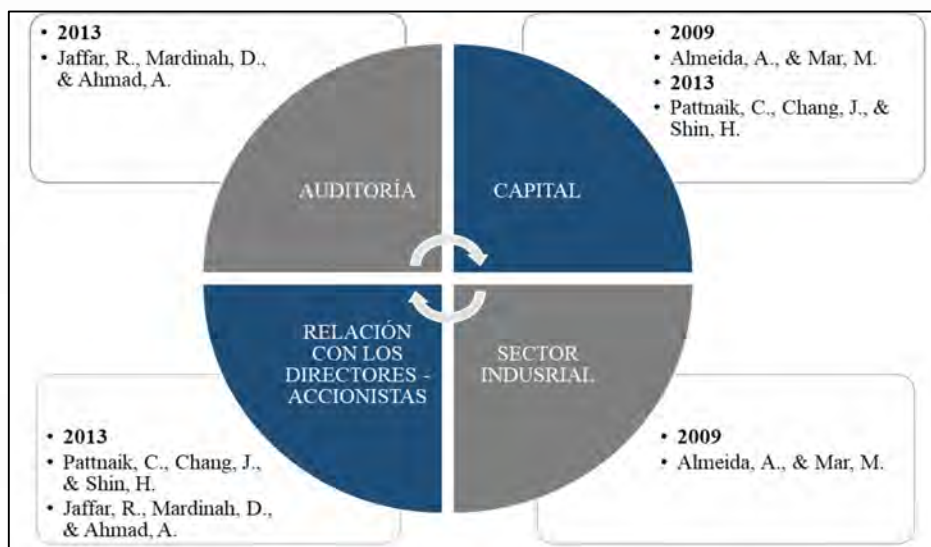 • 2013
• Jaffar, R., Mardinah, D.,
& Ahmad, A.
AUDITORÍA
• 2009
• Almeida, A., & Mar, M.
• 2013
• Pattnaik, C., Chang, J., &
Shin, H.
CAPITAL
RELACIÓN
CON LOS
DIRECTORES -
ACCIONISTAS
• 2013
• Pattnaik, C., Chang, J.,
& Shin, H.
• Jaffar, R., Mardinah, D.,
& Ahmad, A.
SECTOR
INDUSRIAL
• 2009
• Almeida, A., & Mar, M.